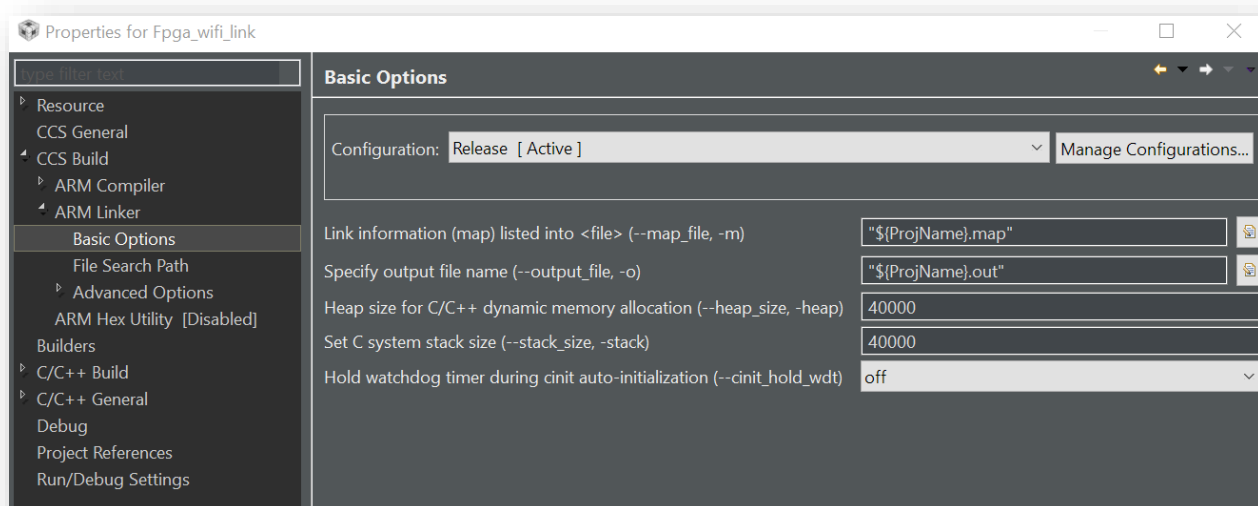 Properties for Fpga_wifi_link
type filter text
Resource
CCS General
CCS Build
ARM Compiler
ARM Linker
Basic Options
File Search Path
Advanced Options
ARM Hex Utility [Disabled]
Builders
C/C++ Build
C/C++ General
Debug
Project References
Run/Debug Settings
Basic Options
Configuration: Release [ Active ] Manage Configurations...
Link information (map) listed into <file> (--map_file, -m) "${ProjName}.map"
Specify output file name (--output_file, -o) "${ProjName}.out"
Heap size for C/C++ dynamic memory allocation (--heap_size, -heap) 40000
Set C system stack size (--stack_size, -stack) 40000
Hold watchdog timer during cinit auto-initialization (--cinit_hold_wdt) off